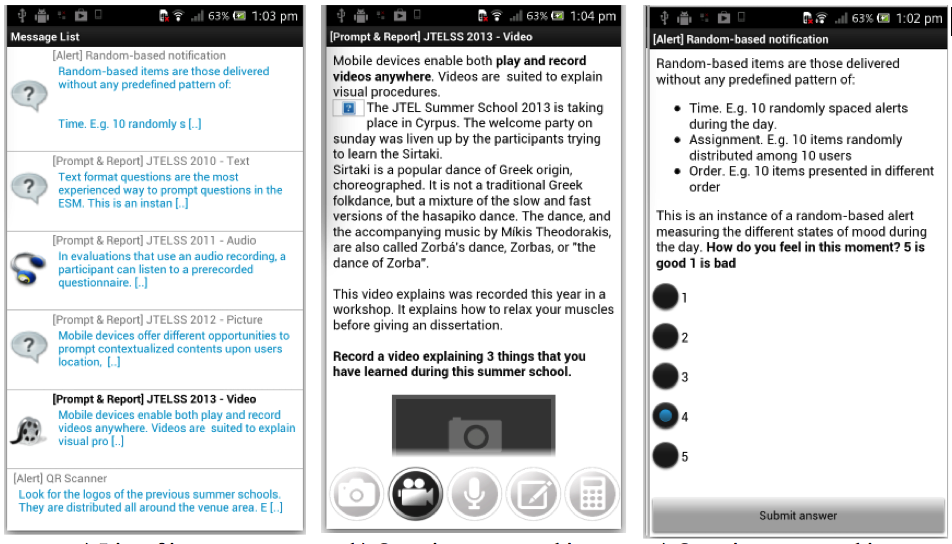 63% 1:03 pm
Message List
[Alert] Random-based notification
Random-based items are those delivered
without any predefined pattern of:
Time. E.g. 10 randomly s [..]
[Prompt & Report] JTELSS 2010 - Text
Text format questions are the most
experienced way to prompt questions in the
ESM. This is an instan [..]
[Prompt & Report] JTELSS 2011 - Audio
In evaluations that use an audio recording, a
participant can listen to a prerecorded
questionnaire. [..]
[Prompt & Report] JTELSS 2012 - Picture
Mobile devices offer different opportunities to
prompt contextualized contents upon users
location, [..]
[Prompt & Report] JTELSS 2013 - Video
Mobile devices enable both play and record
videos anywhere. Videos are suited to explain
visual pro [..]
[Alert] QR Scanner
Look for the logos of the previous summer schools.
They are distributed all around the venue area. E [..]
63% 1:04 pm
[Prompt & Report] JTELSS 2013 - Video
Mobile devices enable both play and record
videos anywhere. Videos are suited to explain
visual procedures.
The JTEL Summer School 2013 is taking
place in Cyrpus. The welcome party on
sunday was liven up by the participants trying
to learn the Sirtaki.
Sirtaki is a popular dance of Greek origin,
choreographed. It is not a traditional Greek
folkdance, but a mixture of the slow and fast
versions of the hasapiko dance. The dance, and
the accompanying music by Míkis Theodorakis,
are also called Zorbá's dance, Zorbas, or "the
dance of Zorba".
This video explains was recorded this year in a
workshop. It explains how to relax your muscles
before giving an dissertation.
Record a video explaining 3 things that you
have learned during this summer school.
63% 1:02 pm
[Alert] Random-based notification
Random-based items are those delivered
without any predefined pattern of:
Time. E.g. 10 randomly spaced alerts
during the day.
Assignment. E.g. 10 items randomly
distributed among 10 users
Order. E.g. 10 items presented in different
order
This is an instance of a random-based alert
measuring the different states of mood during
the day. How do you feel in this moment? 5 is
good 1 is bad
1
2
3
4
5
Submit answer